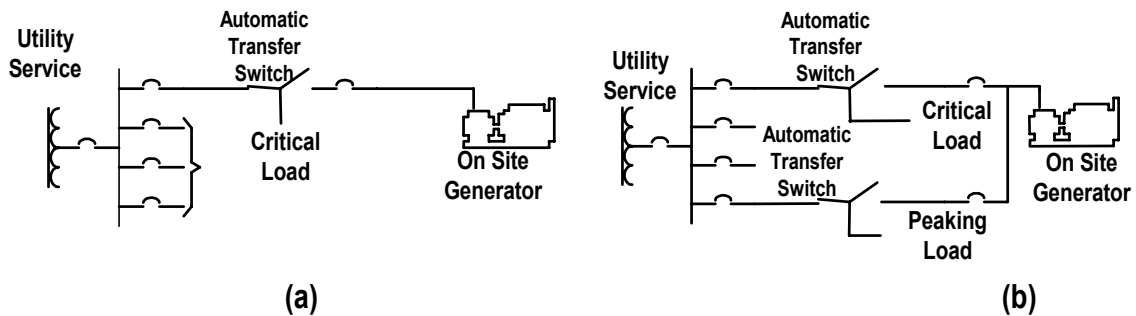 Utility
Service
Automatic
Transfer
Switch
Critical
Load
On Site
Generator
(a)
Utility
Service
Automatic
Transfer
Switch
Critical
Load
On Site
Generator
Automatic
Transfer
Switch
Peaking
Load
(b)